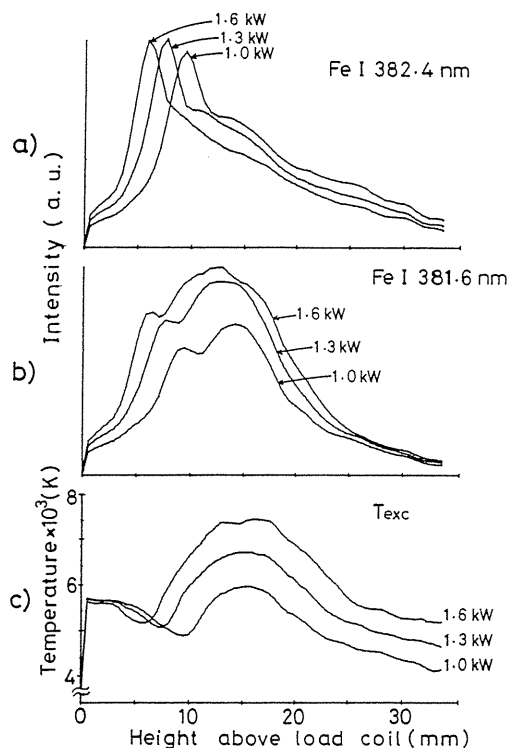 1.6 kW
1.3 kW
1.0 kW
Fe I 382.4 nm
a)
Intensity (a. u.)
Fe I 381.6 nm
1.6 kW
1.3 kW
1.0 kW
b)
Temperature ×10³(K)
8
6
4
Texc
c)
1.6 kW
1.3 kW
1.0 kW
0
10
20
30
Height above load coil (mm)